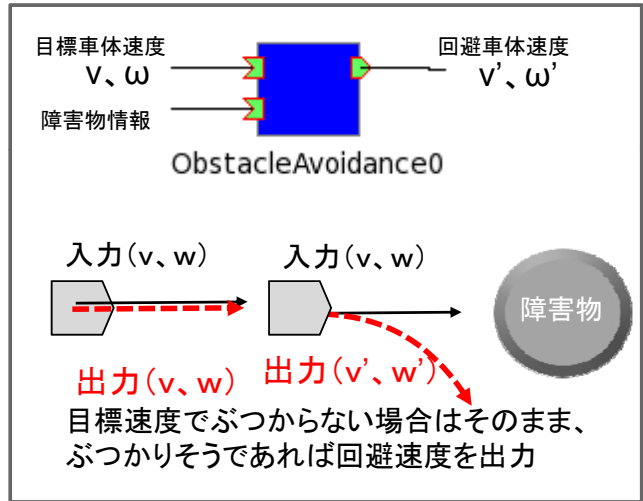 目標車体速度
v、ω
回避車体速度
v'、ω'
障害物情報
ObstacleAvoidance0
入力(v、w)
入力(v、w)
障害物
出力(v、w)
出力(v'、w')
目標速度でぶつからない場合はそのまま、
ぶつかりそうであれば回避速度を出力